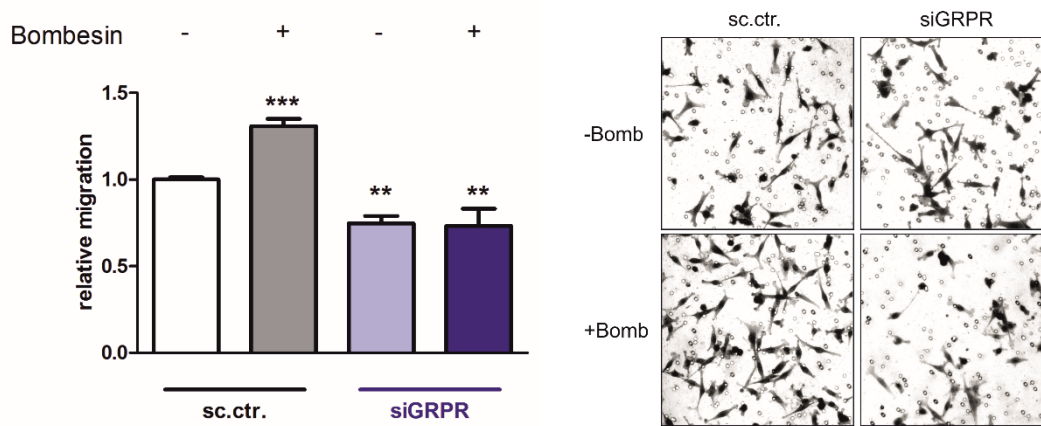 Bombesin - + - +
relative migration
1.5
1.0
0.5
0.0
***
**
**
sc.ctr.
siGRPR
sc.ctr.
siGRPR
-Bomb
+Bomb